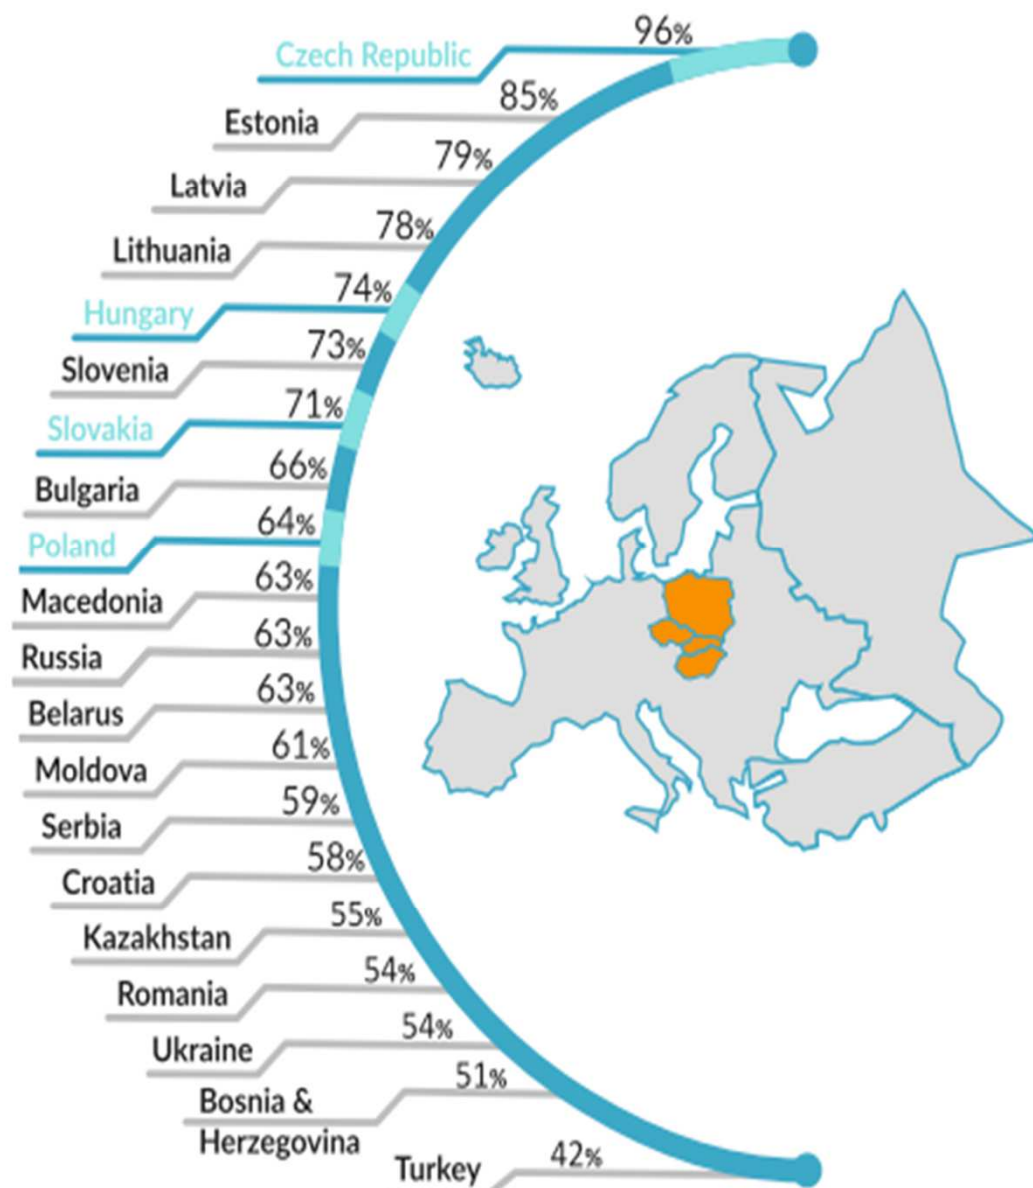 96%
Czech Republic
85%
Estonia
79%
Latvia
78%
Lithuania
74%
Hungary
73%
Slovenia
71%
Slovakia
66%
Bulgaria
64%
Poland
63%
Macedonia
63%
Russia
63%
Belarus
61%
Moldova
59%
Serbia
58%
Croatia
55%
Kazakhstan
54%
Romania
54%
Ukraine
51%
Bosnia &
Herzegovina
42%
Turkey